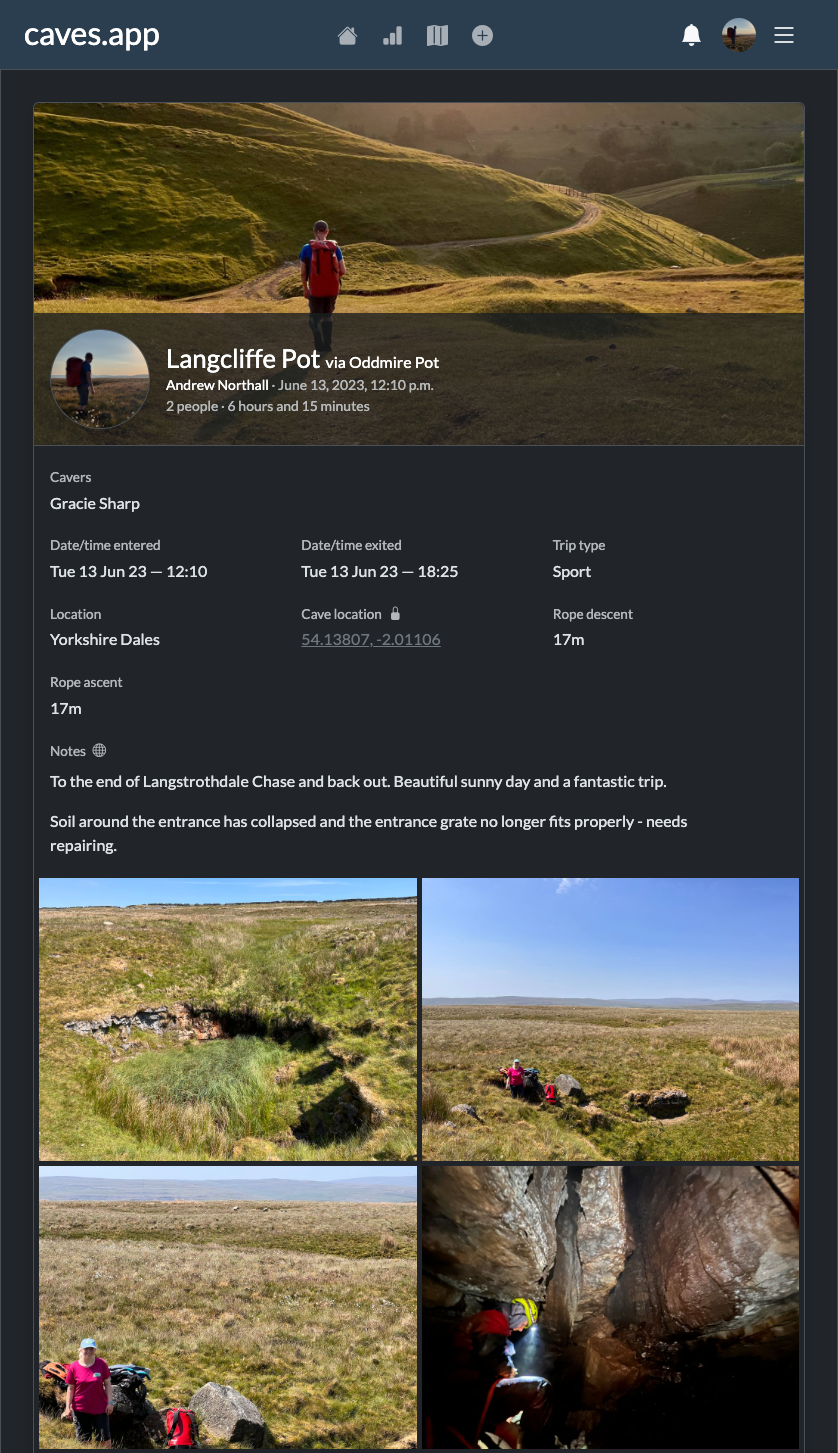 caves.app
Langcliffe Pot via Oddmire Pot
Andrew Northall · June 13, 2023, 12:10 p.m.
2 people · 6 hours and 15 minutes
Cavers
Gracie Sharp
Date/time entered Date/time exited Trip type
Tue 13 Jun 23 — 12:10 Tue 13 Jun 23 — 18:25 Sport
Location Cave location Rope descent
Yorkshire Dales 54.13807, -2.01106 17m
Rope ascent
17m
Notes
To the end of Langstrothdale Chase and back out. Beautiful sunny day and a fantastic trip.
Soil around the entrance has collapsed and the entrance grate no longer fits properly - needs
repairing.